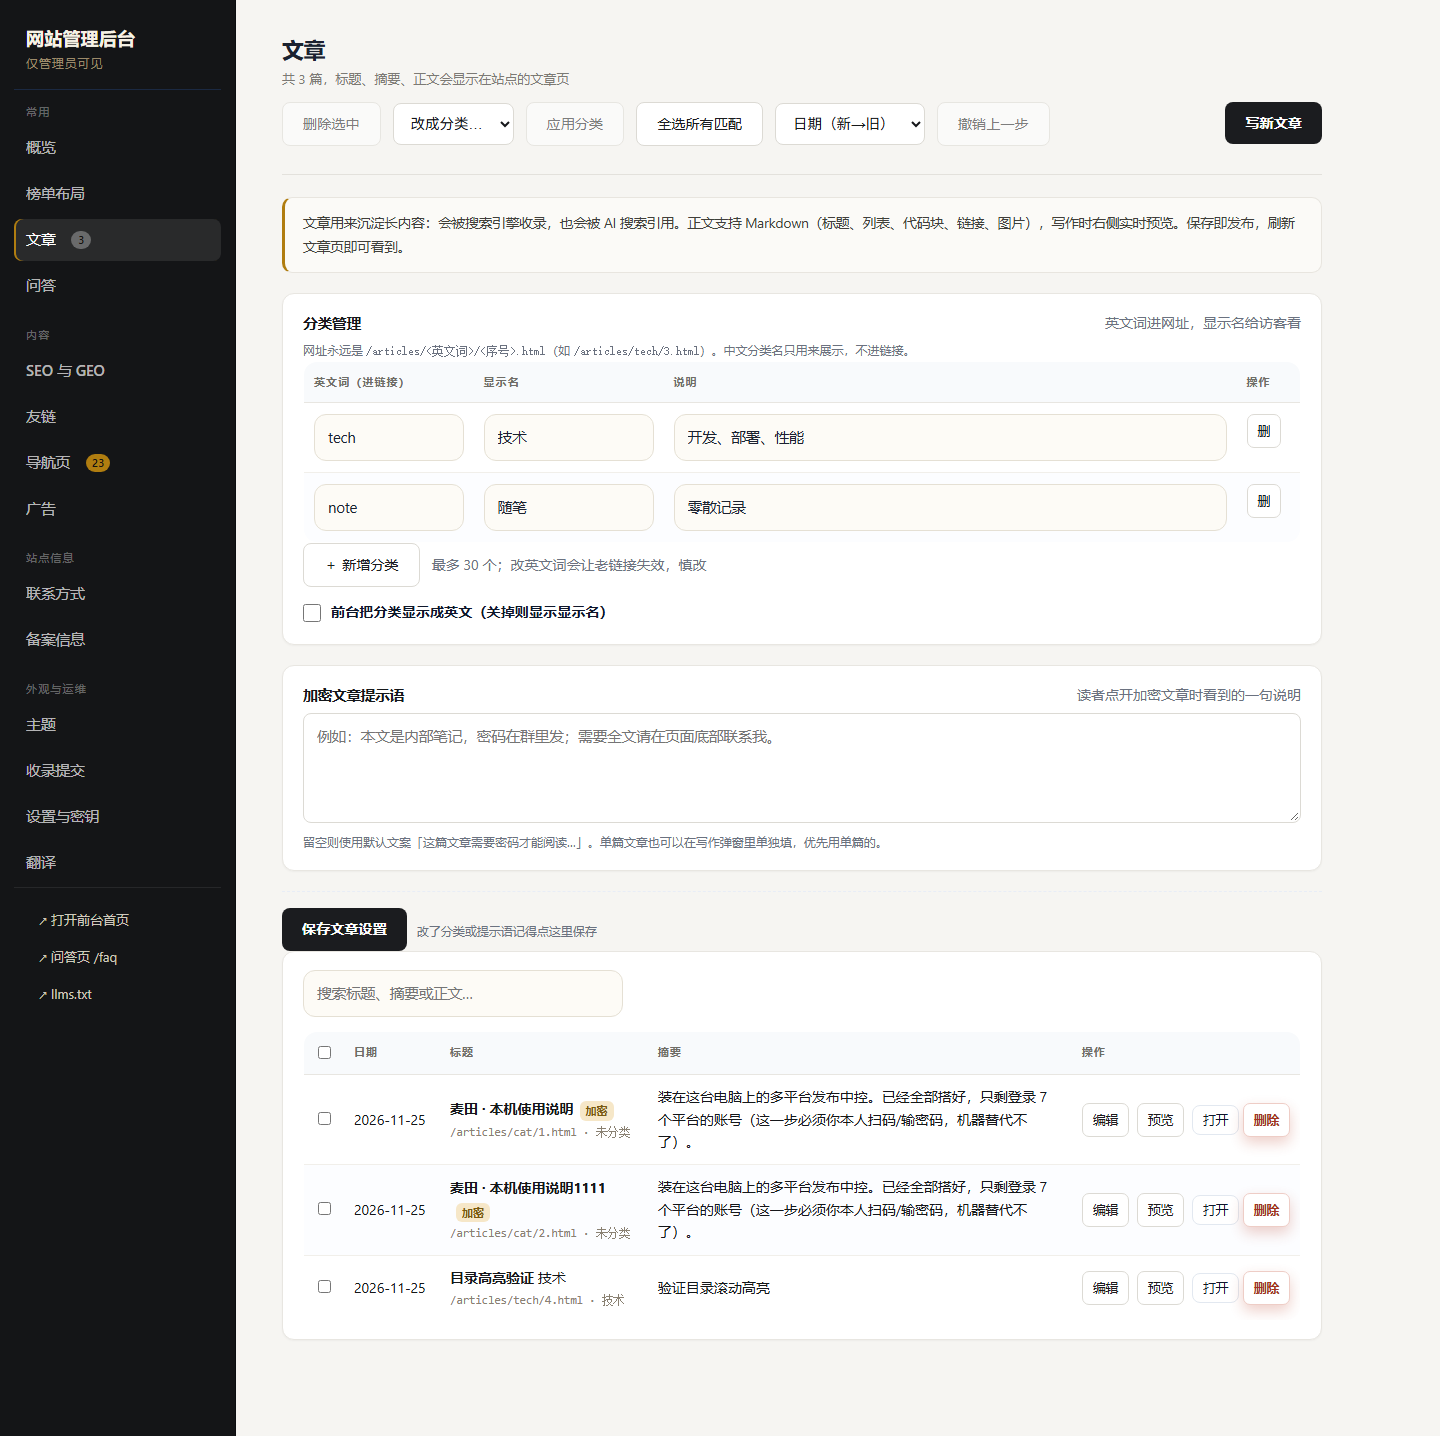 网站管理后台
仅管理员可见
常用
概览
榜单布局
文章 3
问答
内容
SEO 与 GEO
友链
导航页 23
广告
站点信息
联系方式
备案信息
外观与运维
主题
收录提交
设置与密钥
翻译
↗ 打开前台首页
↗ 问答页 /faq
↗ llms.txt
文章
共 3 篇，标题、摘要、正文会显示在站点的文章页
删除选中 改成分类... 应用分类 全选所有匹配 日期（新→旧） 撤销上一步 写新文章
文章用来沉淀长内容：会被搜索引擎收录，也会被 AI 搜索引用。正文支持 Markdown（标题、列表、代码块、链接、图片），写作时右侧实时预览。保存即发布，刷新
文章页即可看到。
分类管理 英文词进网址，显示名给访客看
网址永远是 /articles/<英文词>/<序号>.html（如 /articles/tech/3.html）。中文分类名只用来展示，不进链接。
英文词（进链接） 显示名 说明 操作
tech 技术 开发、部署、性能 删
note 随笔 零散记录 删
+ 新增分类 最多 30 个；改英文词会让老链接失效，慎改
前台把分类显示成英文（关掉则显示显示名）
加密文章提示语 读者点开加密文章时看到的一句说明
例如：本文是内部笔记，密码在群里发；需要全文请在页面底部联系我。
留空则使用默认文案「这篇文章需要密码才能阅读…」。单篇文章也可以在写作弹窗里单独填，优先用单篇的。
保存文章设置 改了分类或提示语记得点这里保存
搜索标题、摘要或正文...
日期 标题 摘要 操作
2026-11-25 麦田 · 本机使用说明 加密
/articles/cat/1.html · 未分类
装在这台电脑上的多平台发布中控。已经全部搭好，只剩登录 7
个平台的账号（这一步必须你本人扫码/输密码，机器替代不
了）。
编辑 预览 打开 删除
2026-11-25 麦田 · 本机使用说明1111
加密
/articles/cat/2.html · 未分类
装在这台电脑上的多平台发布中控。已经全部搭好，只剩登录 7
个平台的账号（这一步必须你本人扫码/输密码，机器替代不
了）。
编辑 预览 打开 删除
2026-11-25 目录高亮验证 技术
/articles/tech/4.html · 技术
验证目录滚动高亮
编辑 预览 打开 删除